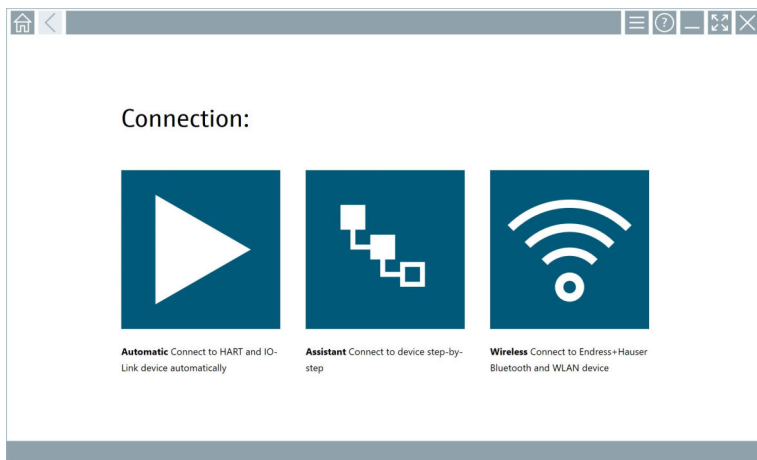 Connection:
Automatic Connect to HART and IO-
Link device automatically
Assistant Connect to device step-by-
step
Wireless Connect to Endress+Hauser
Bluetooth and WLAN device